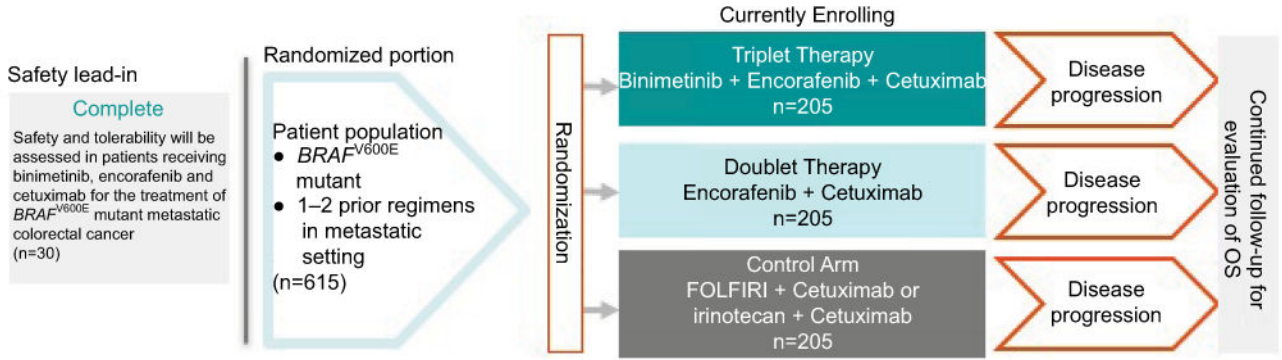 Safety lead-in
Complete
Safety and tolerability will be
assessed in patients receiving
binimetinib, encorafenib and
cetuximab for the treatment of
BRAFV600E mutant metastatic
colorectal cancer
(n=30)
Randomized portion
Patient population
● BRAFV600E
mutant
● 1–2 prior regimens
in metastatic
setting
(n=615)
Randomization
Currently Enrolling
Triplet Therapy
Binimetinib + Encorafenib + Cetuximab
n=205
Disease
progression
Doublet Therapy
Encorafenib + Cetuximab
n=205
Disease
progression
Control Arm
FOLFIRI + Cetuximab or
irinotecan + Cetuximab
n=205
Disease
progression
Continued follow-up for
evaluation of OS